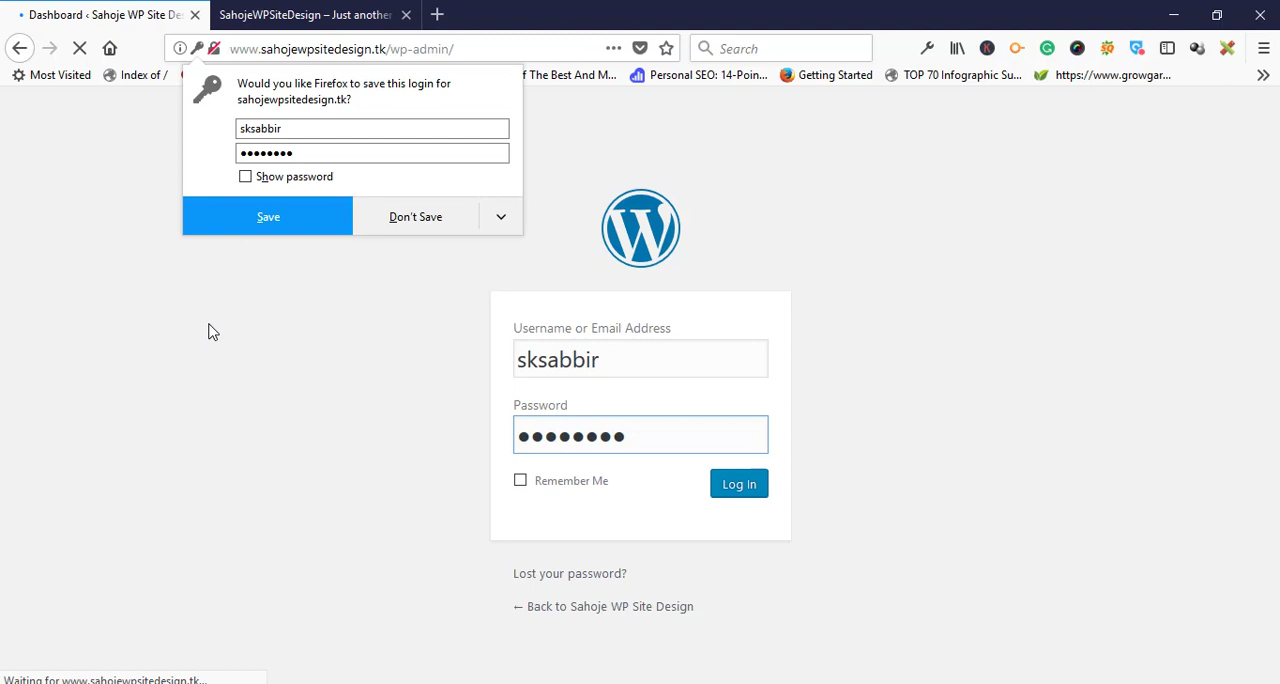 Dashboard ‹ Sahoje WP Site De
SahojeWPSiteDesign – Just another
www.sahojewpsitedesign.tk/wp-admin/
Search
Most Visited
Index of /
f The Best And M...
Personal SEO: 14-Poin...
Getting Started
TOP 70 Infographic Su...
https://www.growgar...
Would you like Firefox to save this login for
sahojewpsitedesign.tk?
sksabbir
●●●●●●●●
Show password
Save
Don't Save
Username or Email Address
sksabbir
Password
●●●●●●●●
Remember Me
Log In
Lost your password?
← Back to Sahoje WP Site Design
Waiting for www.sahojewpsitedesign.tk...